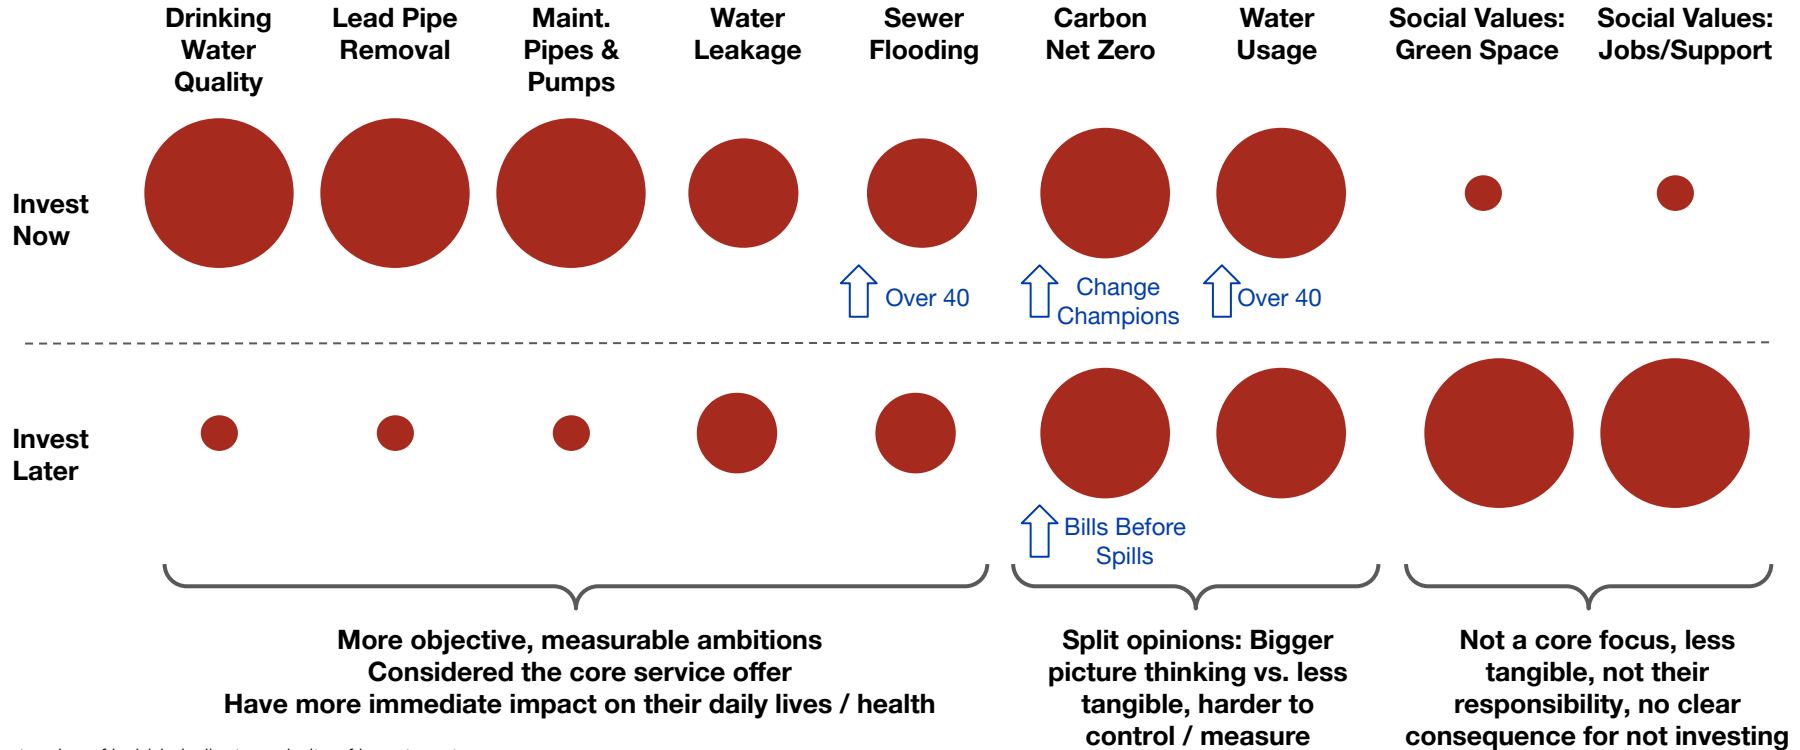 Drinking
Water
Quality
Lead Pipe
Removal
Maint.
Pipes &
Pumps
Water
Leakage
Sewer
Flooding
Carbon
Net Zero
Water
Usage
Social Values:
Green Space
Social Values:
Jobs/Support
Invest
Now
Over 40
Change
Champions
Over 40
Invest
Later
Bills Before
Spills
More objective, measurable ambitions
Considered the core service offer
Have more immediate impact on their daily lives / health
Split opinions: Bigger
picture thinking vs. less
tangible, harder to
control / measure
Not a core focus, less
tangible, not their
responsibility, no clear
consequence for not investing